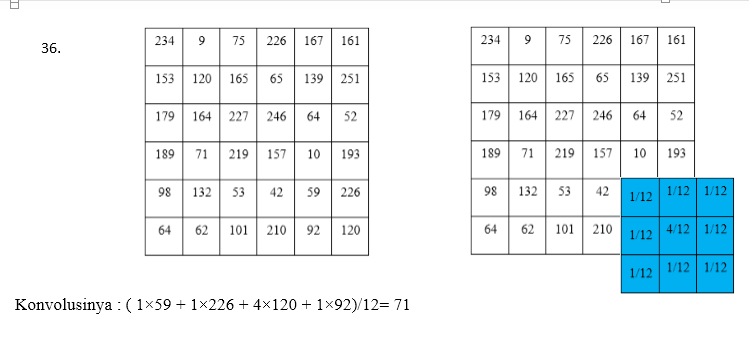 36.
234 9 75 226 167 161
153 120 165 65 139 251
179 164 227 246 64 52
189 71 219 157 10 193
98 132 53 42 59 226
64 62 101 210 92 120
234 9 75 226 167 161
153 120 165 65 139 251
179 164 227 246 64 52
189 71 219 157 10 193
98 132 53 42 1/12 1/12 1/12
64 62 101 210 1/12 4/12 1/12
1/12 1/12 1/12
Konvolusinya : ( 1×59 + 1×226 + 4×120 + 1×92)/12= 71